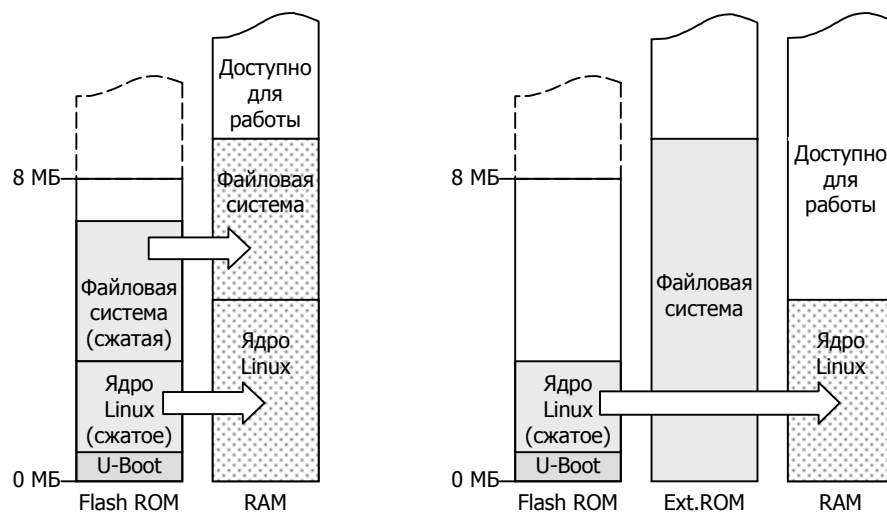 Доступно
для
работы
8 МБ
Файловая
система
Файловая
система
(сжатая)
Ядро
Linux
Ядро
Linux
(сжатое)
U-Boot
0 МБ
Flash ROM
RAM
8 МБ
Доступно
для
работы
Файловая
система
Ядро
Linux
Ядро
Linux
(сжатое)
U-Boot
0 МБ
Flash ROM
Ext.ROM
RAM